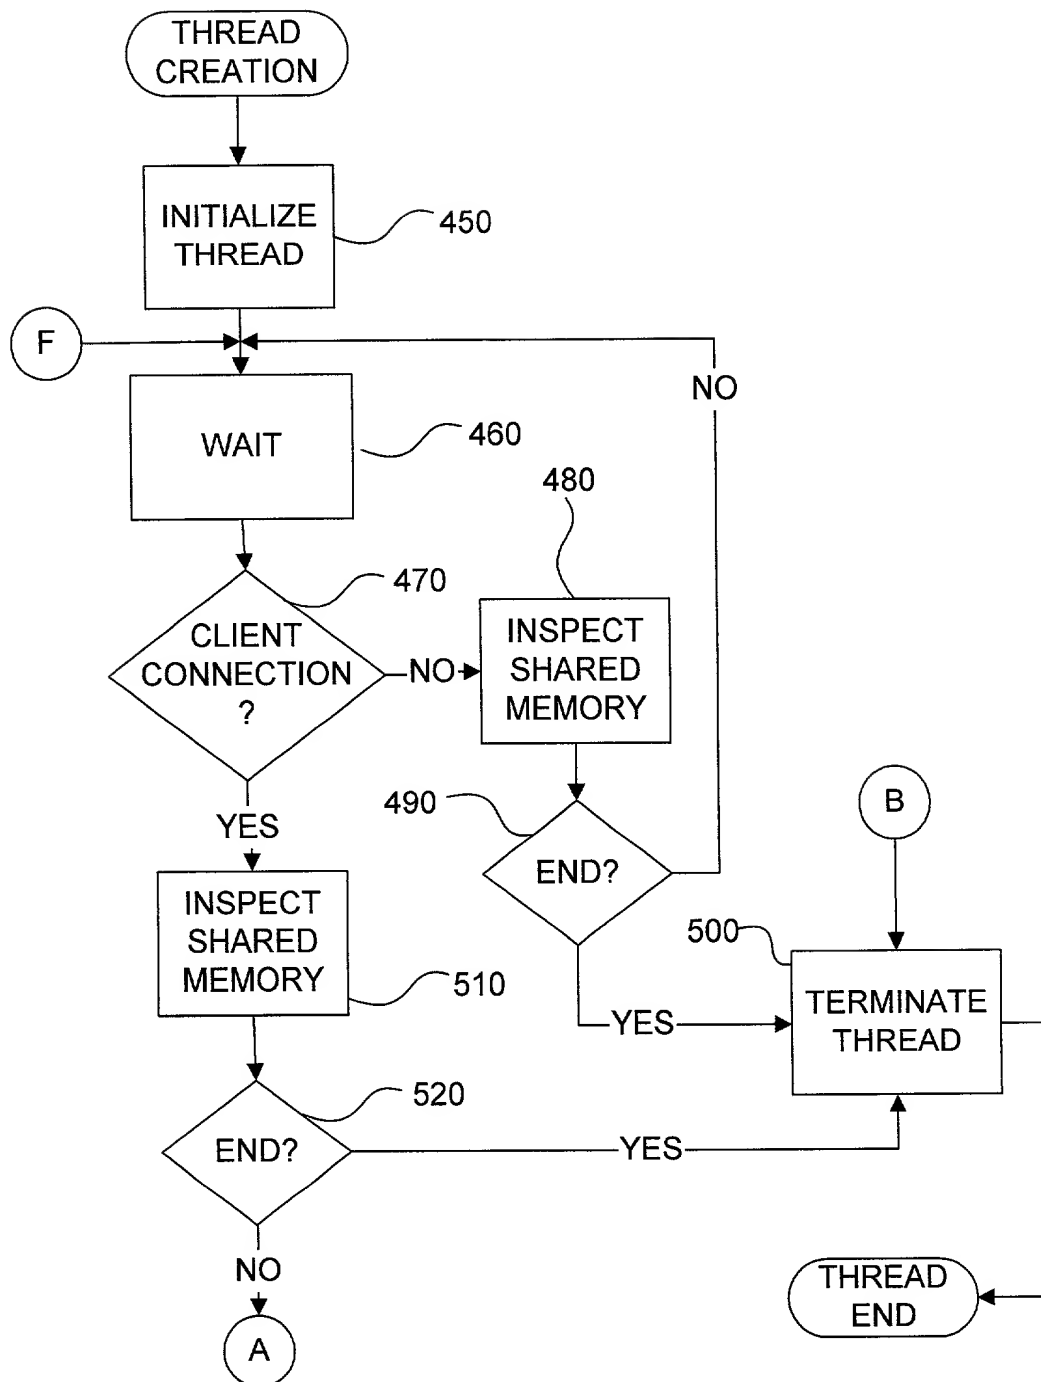 THREAD
CREATION
INITIALIZE
THREAD
450
F
NO
WAIT
460
480
470
CLIENT
CONNECTION
?
NO
INSPECT
SHARED
MEMORY
490
B
YES
END?
INSPECT
SHARED
MEMORY
500
510
YES
TERMINATE
THREAD
520
END?
YES
NO
THREAD
END
A